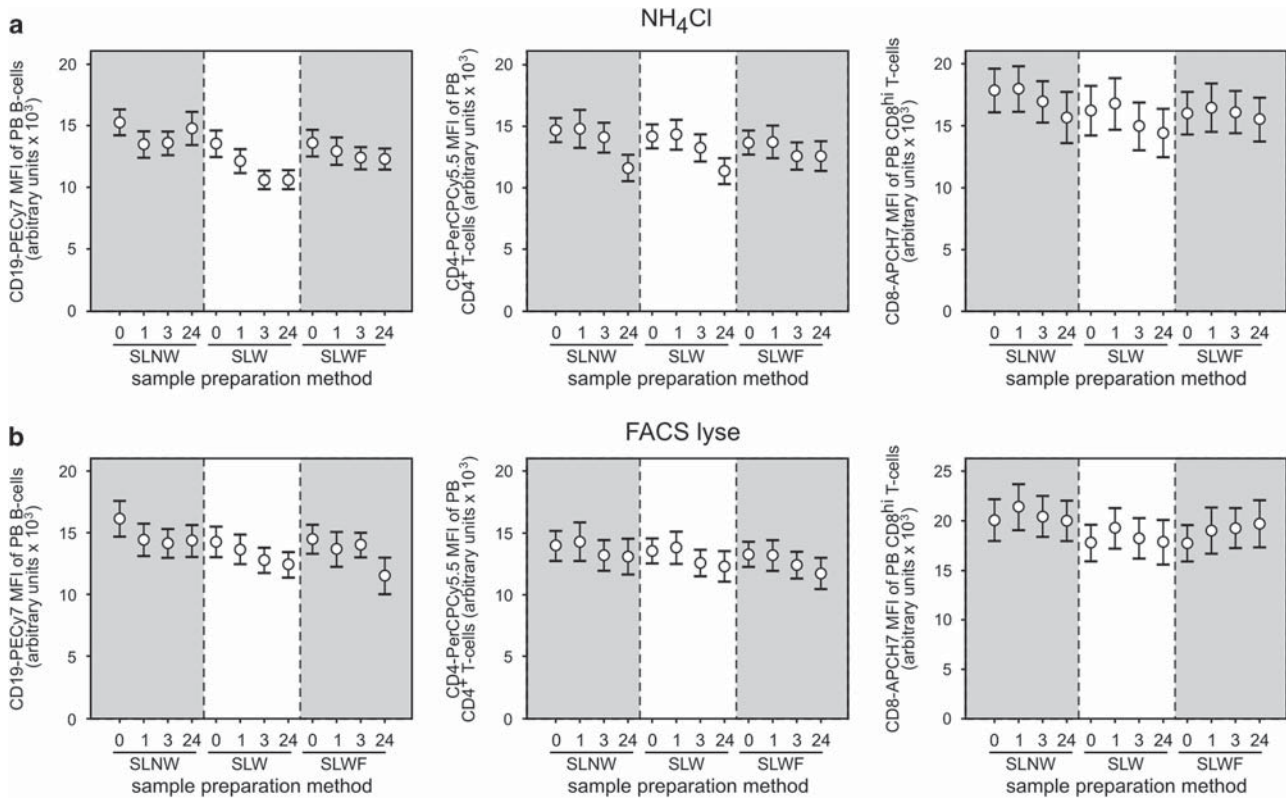 a
NH₄Cl
CD19-PECy7 MFI of PB B-cells
(arbitrary units x 10³)
20
15
10
5
0
0 1 3 24 0 1 3 24 0 1 3 24
SLNW SLW SLWF
sample preparation method
CD4-PerCPCy5.5 MFI of PB
CD4⁺ T-cells (arbitrary units x 10³)
20
15
10
5
0
0 1 3 24 0 1 3 24 0 1 3 24
SLNW SLW SLWF
sample preparation method
CD8-APCH7 MFI of PB CD8ʰⁱ T-cells
(arbitrary units x 10³)
20
15
10
5
0
0 1 3 24 0 1 3 24 0 1 3 24
SLNW SLW SLWF
sample preparation method
b
FACS lyse
CD19-PECy7 MFI of PB B-cells
(arbitrary units x 10³)
20
15
10
5
0
0 1 3 24 0 1 3 24 0 1 3 24
SLNW SLW SLWF
sample preparation method
CD4-PerCPCy5.5 MFI of PB
CD4⁺ T-cells (arbitrary units x 10³)
20
15
10
5
0
0 1 3 24 0 1 3 24 0 1 3 24
SLNW SLW SLWF
sample preparation method
CD8-APCH7 MFI of PB CD8ʰⁱ T-cells
(arbitrary units x 10³)
25
20
15
10
5
0
0 1 3 24 0 1 3 24 0 1 3 24
SLNW SLW SLWF
sample preparation method